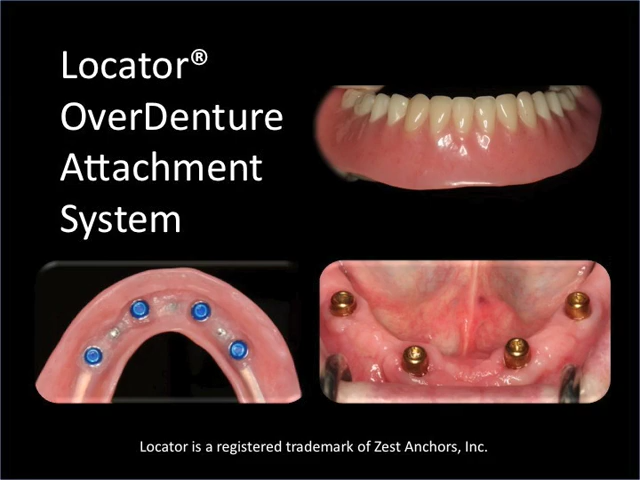 Locator®
OverDenture
Attachment
System
Locator is a registered trademark of Zest Anchors, Inc.